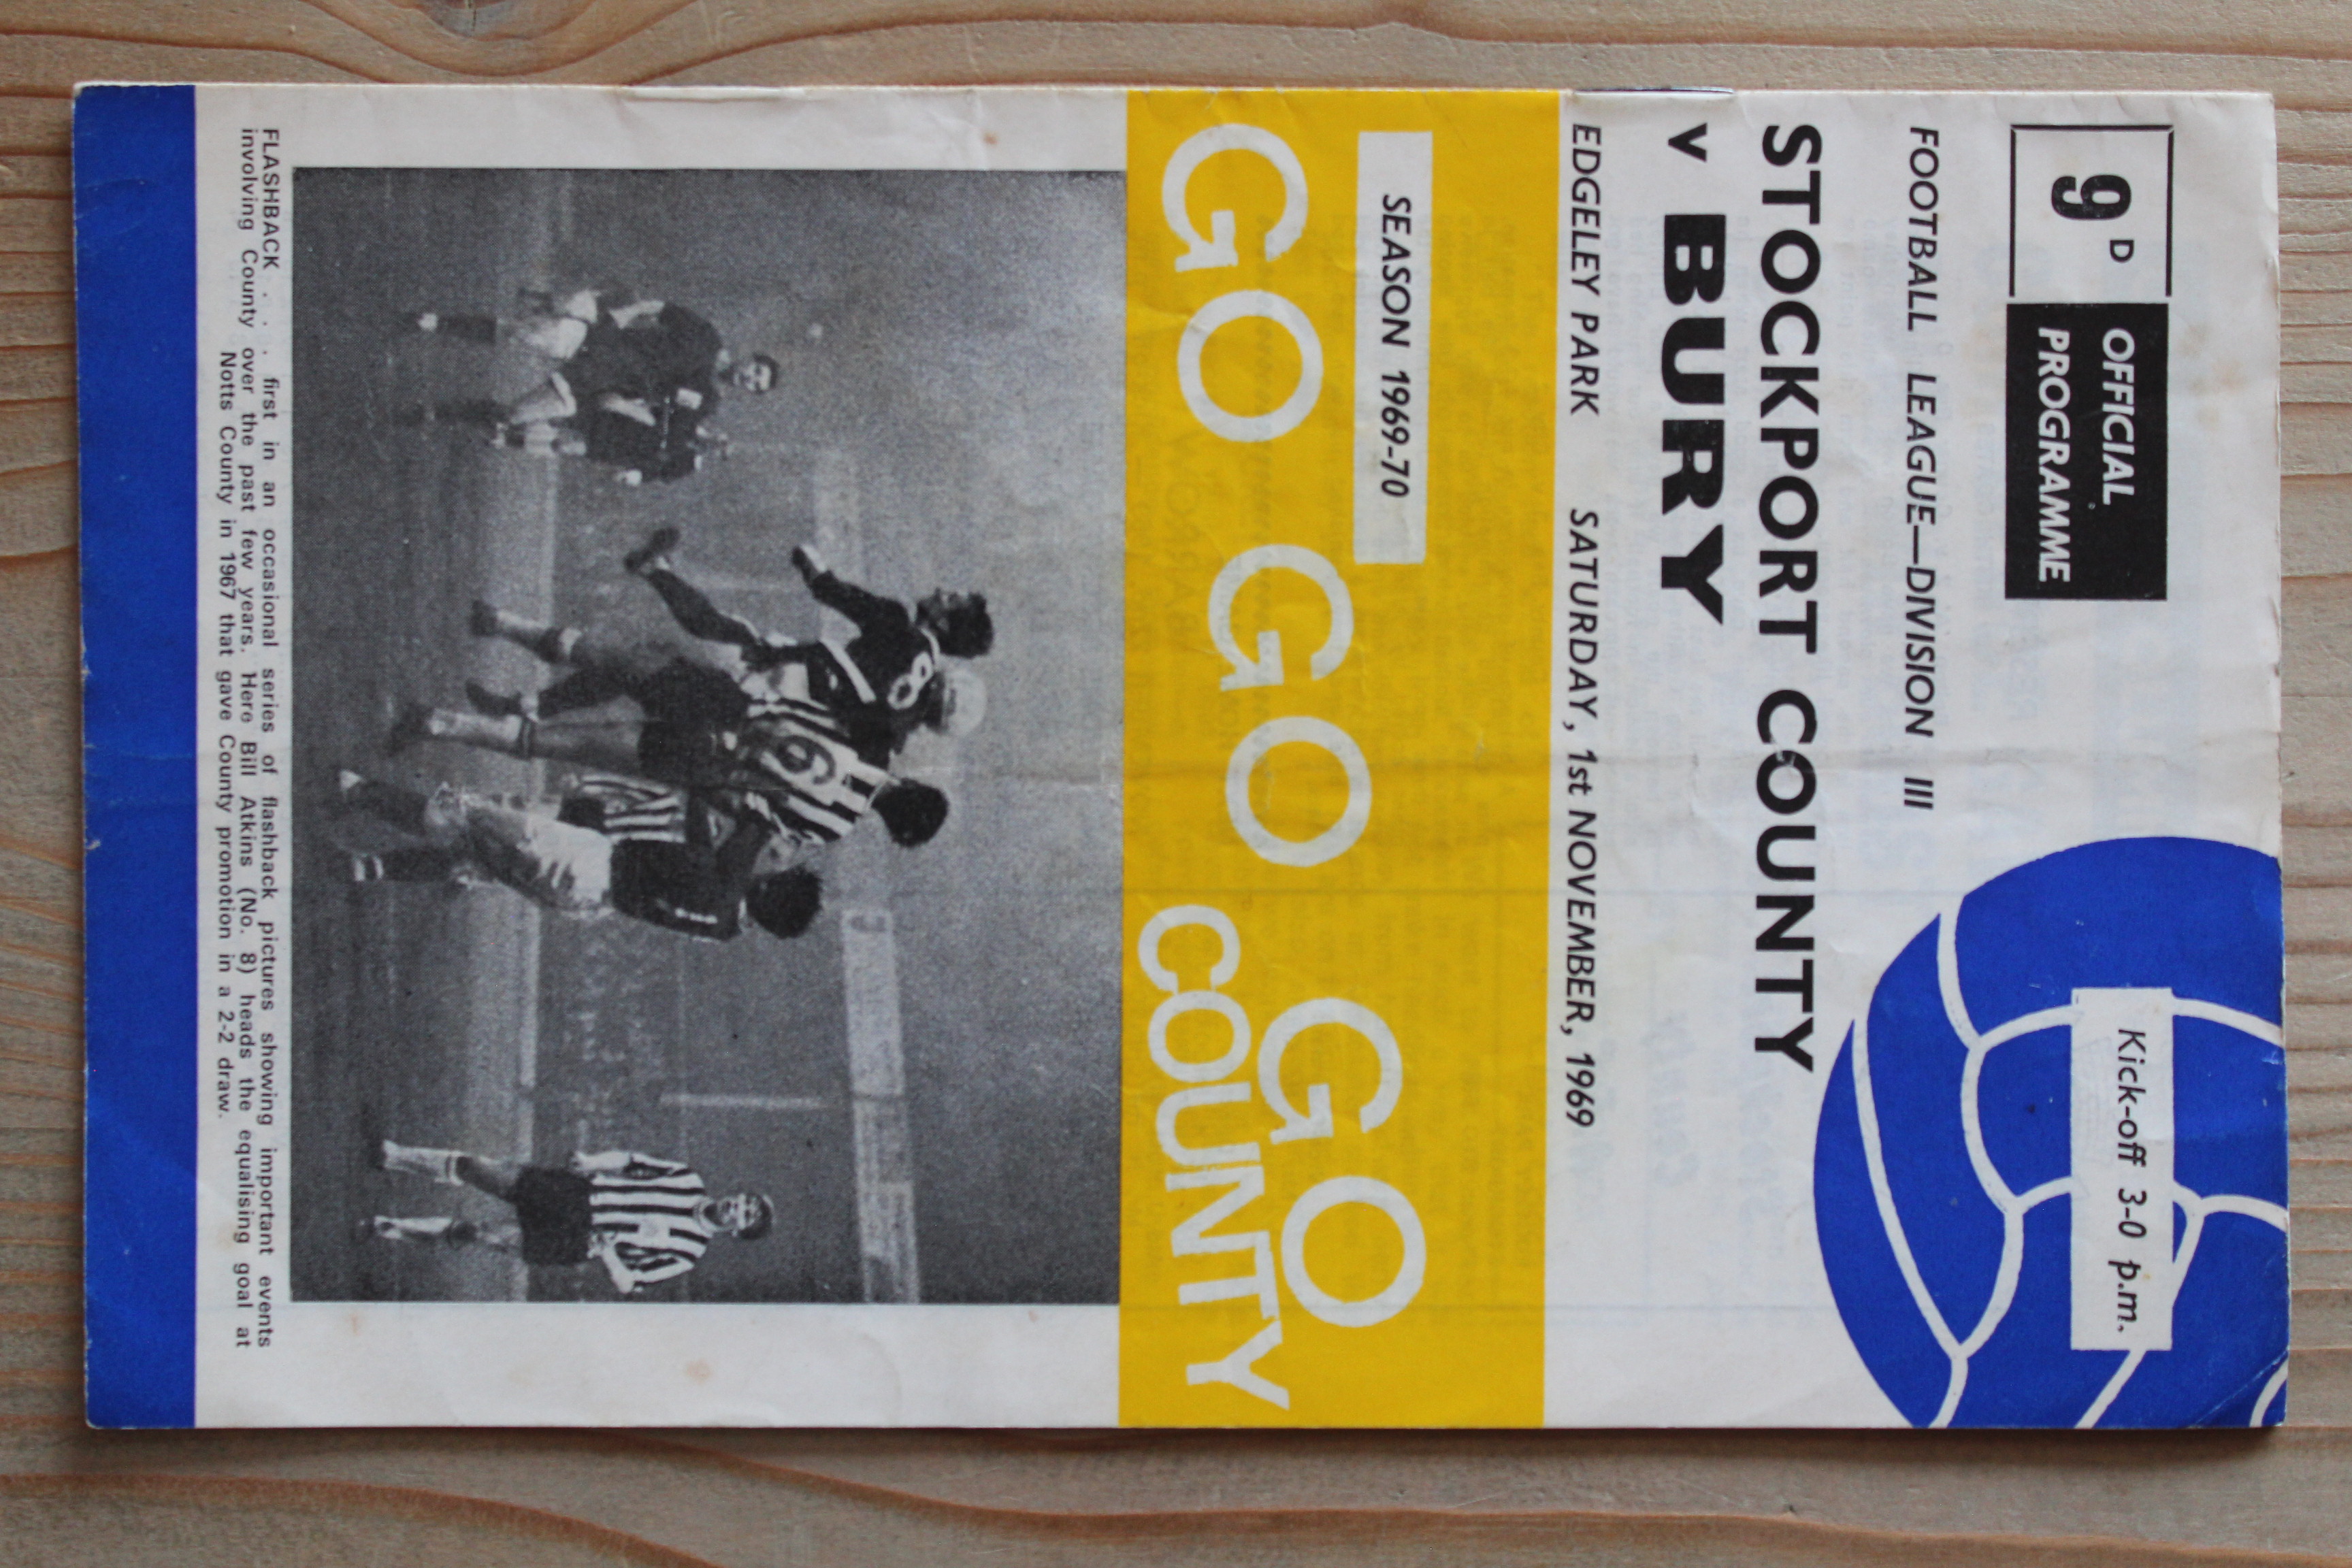 9D
OFFICIAL
PROGRAMME
Kick-off 3-0 p.m.
FOOTBALL LEAGUE—DIVISION III
STOCKPORT COUNTY
v BURY
EDGELEY PARK SATURDAY, 1st NOVEMBER, 1969
SEASON 1969-70
GO GO GO
COUNTY
8
9
FLASHBACK . . . first in an occasional series of flashback pictures showing important events
involving County over the past few years. Here Bill Atkins (No. 8) heads the equalising goal at
Notts County in 1967 that gave County promotion in a 2-2 draw.